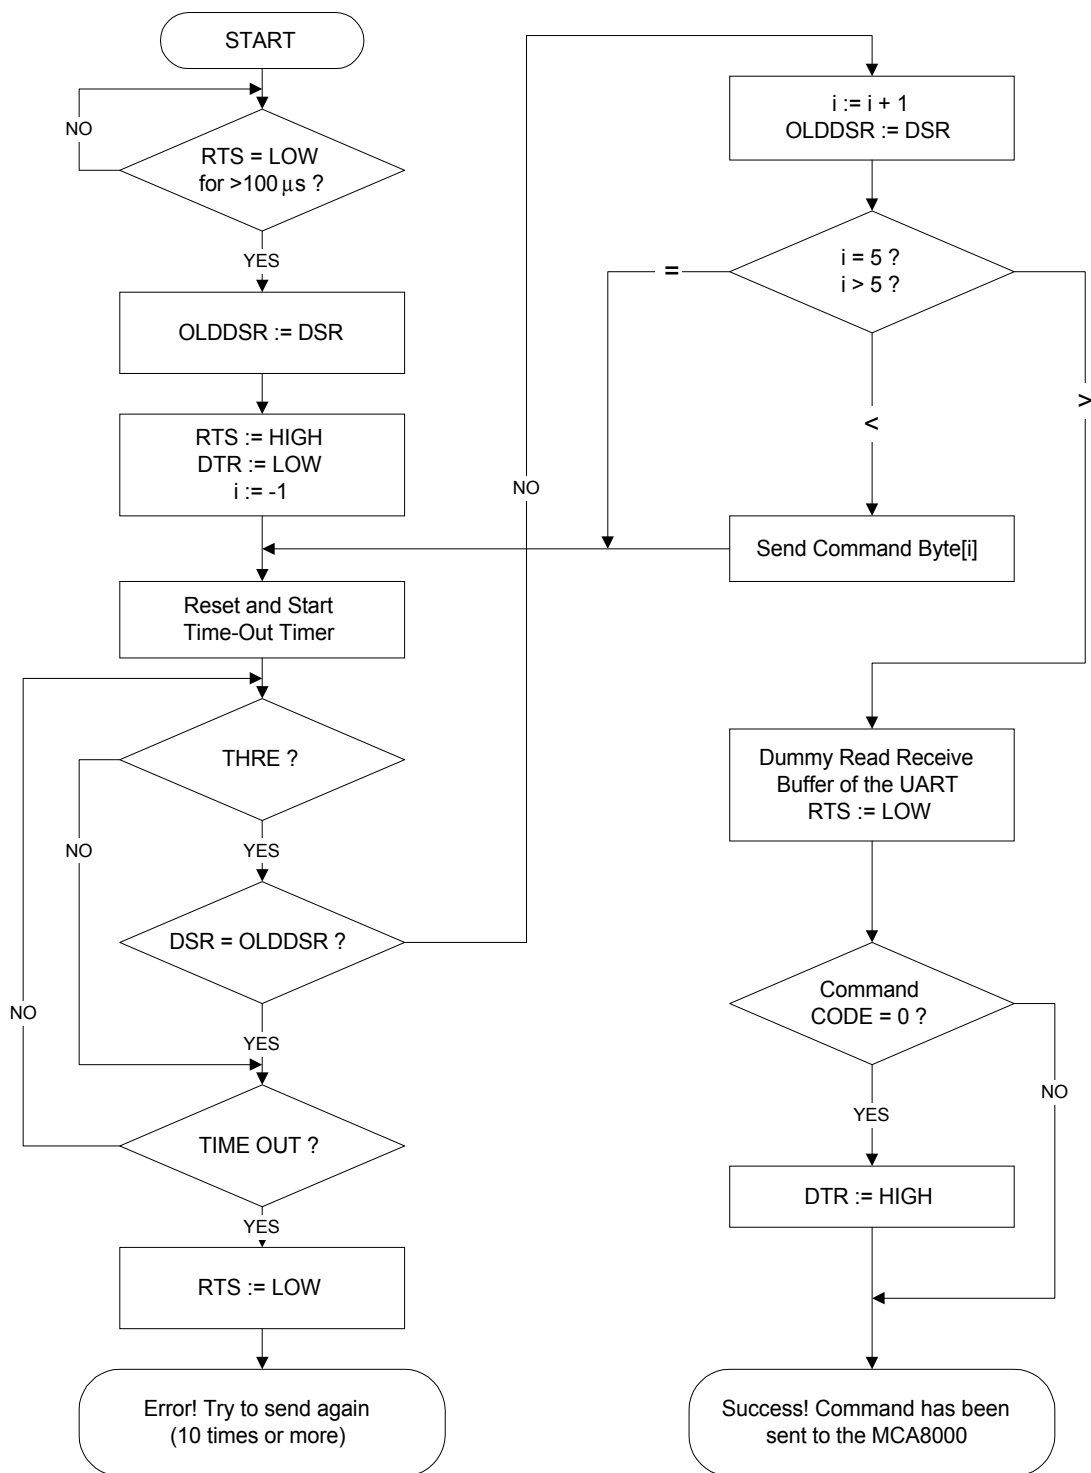 START
NO
RTS = LOW
for >100 µs ?
YES
OLDDSR := DSR
RTS := HIGH
DTR := LOW
i := -1
Reset and Start
Time-Out Timer
THRE ?
NO
YES
DSR = OLDDSR ?
NO
YES
TIME OUT ?
YES
RTS := LOW
Error! Try to send again
(10 times or more)
NO
i := i + 1
OLDDSR := DSR
i = 5 ?
i > 5 ?
=
>
<
Send Command Byte[i]
Dummy Read Receive
Buffer of the UART
RTS := LOW
Command
CODE = 0 ?
NO
YES
DTR := HIGH
Success! Command has been
sent to the MCA8000